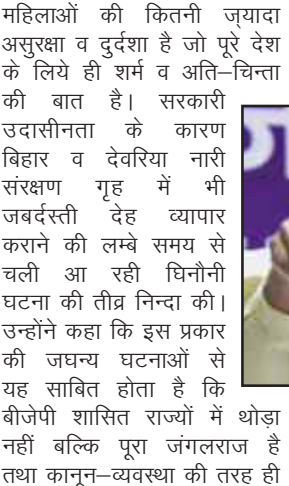 महिलाओं की कितनी ज्यादा
असुरक्षा व दुर्दशा है जो पूरे देश
के लिये ही शर्म व अति–चिन्ता
की बात है। सरकारी
उदासीनता के कारण
बिहार व देवरिया नारी
संरक्षण गृह में भी
जबर्दस्ती देह व्यापार
कराने की लम्बे समय से
चली आ रही घिनौनी
घटना की तीव्र निन्दा की।
उन्होंने कहा कि इस प्रकार
की जघन्य घटनाओं से
यह साबित होता है कि
बीजेपी शासित राज्यों में थोड़ा
नहीं बल्कि पूरा जंगलराज है
तथा कानून–व्यवस्था की तरह ही